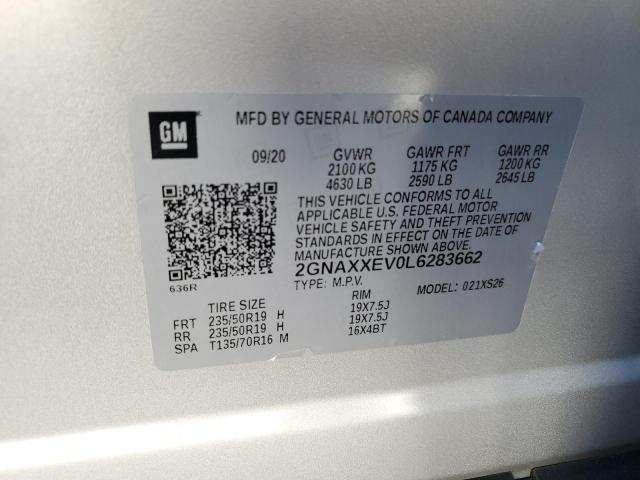 GM
MFD BY GENERAL MOTORS OF CANADA COMPANY
09/20 GVWR GAWR FRT GAWR RR
2100 KG 1175 KG 1200 KG
4630 LB 2590 LB 2645 LB
THIS VEHICLE CONFORMS TO ALL
APPLICABLE U.S. FEDERAL MOTOR
VEHICLE SAFETY AND THEFT PREVENTION
STANDARDS IN EFFECT ON THE DATE OF
MANUFACTURE SHOWN ABOVE.
2GNAXXEV0L6283662
636R
TYPE: M.P.V. MODEL: 021XS26
TIRE SIZE RIM
FRT 235/50R19 H 19X7.5J
RR 235/50R19 H 19X7.5J
SPA T135/70R16 M 16X4BT